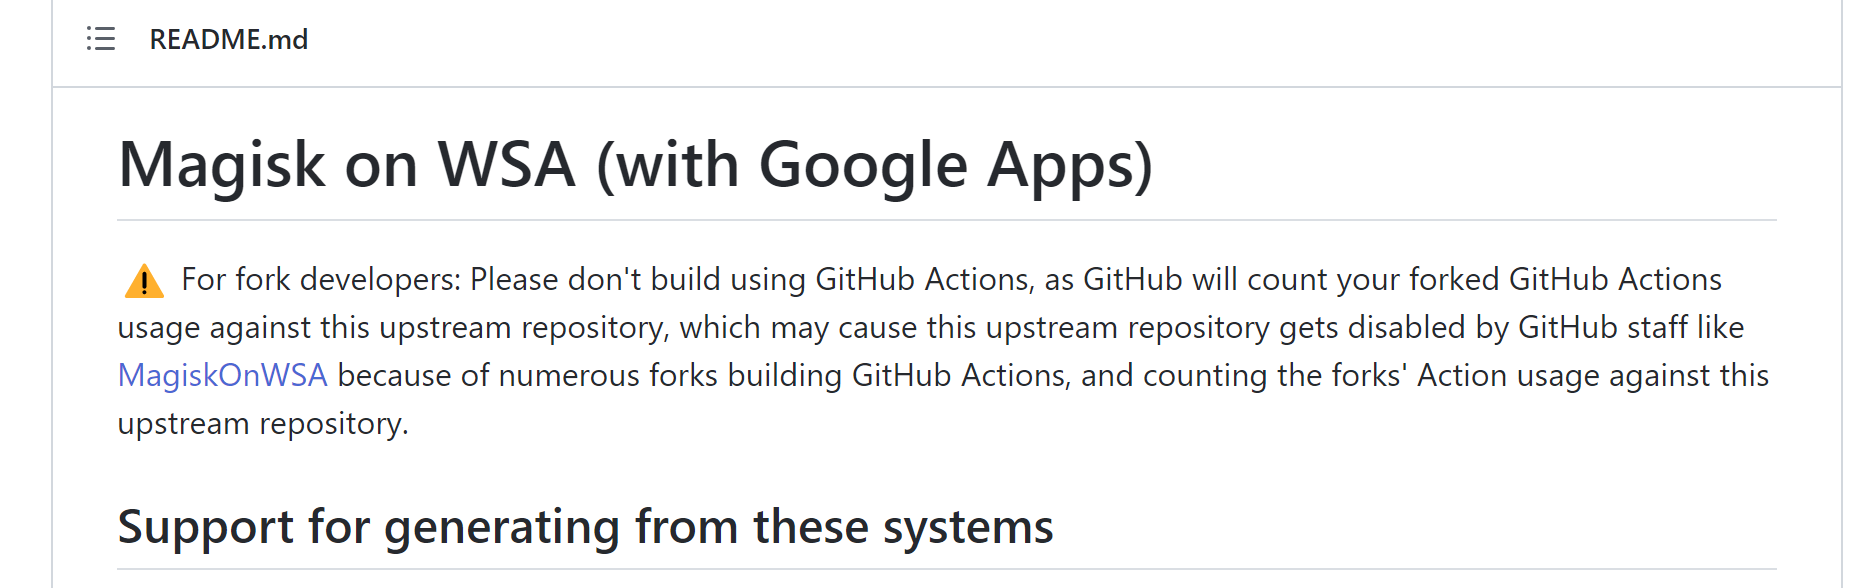 README.md
Magisk on WSA (with Google Apps)
For fork developers: Please don't build using GitHub Actions, as GitHub will count your forked GitHub Actions
usage against this upstream repository, which may cause this upstream repository gets disabled by GitHub staff like
MagiskOnWSA because of numerous forks building GitHub Actions, and counting the forks' Action usage against this
upstream repository.
Support for generating from these systems